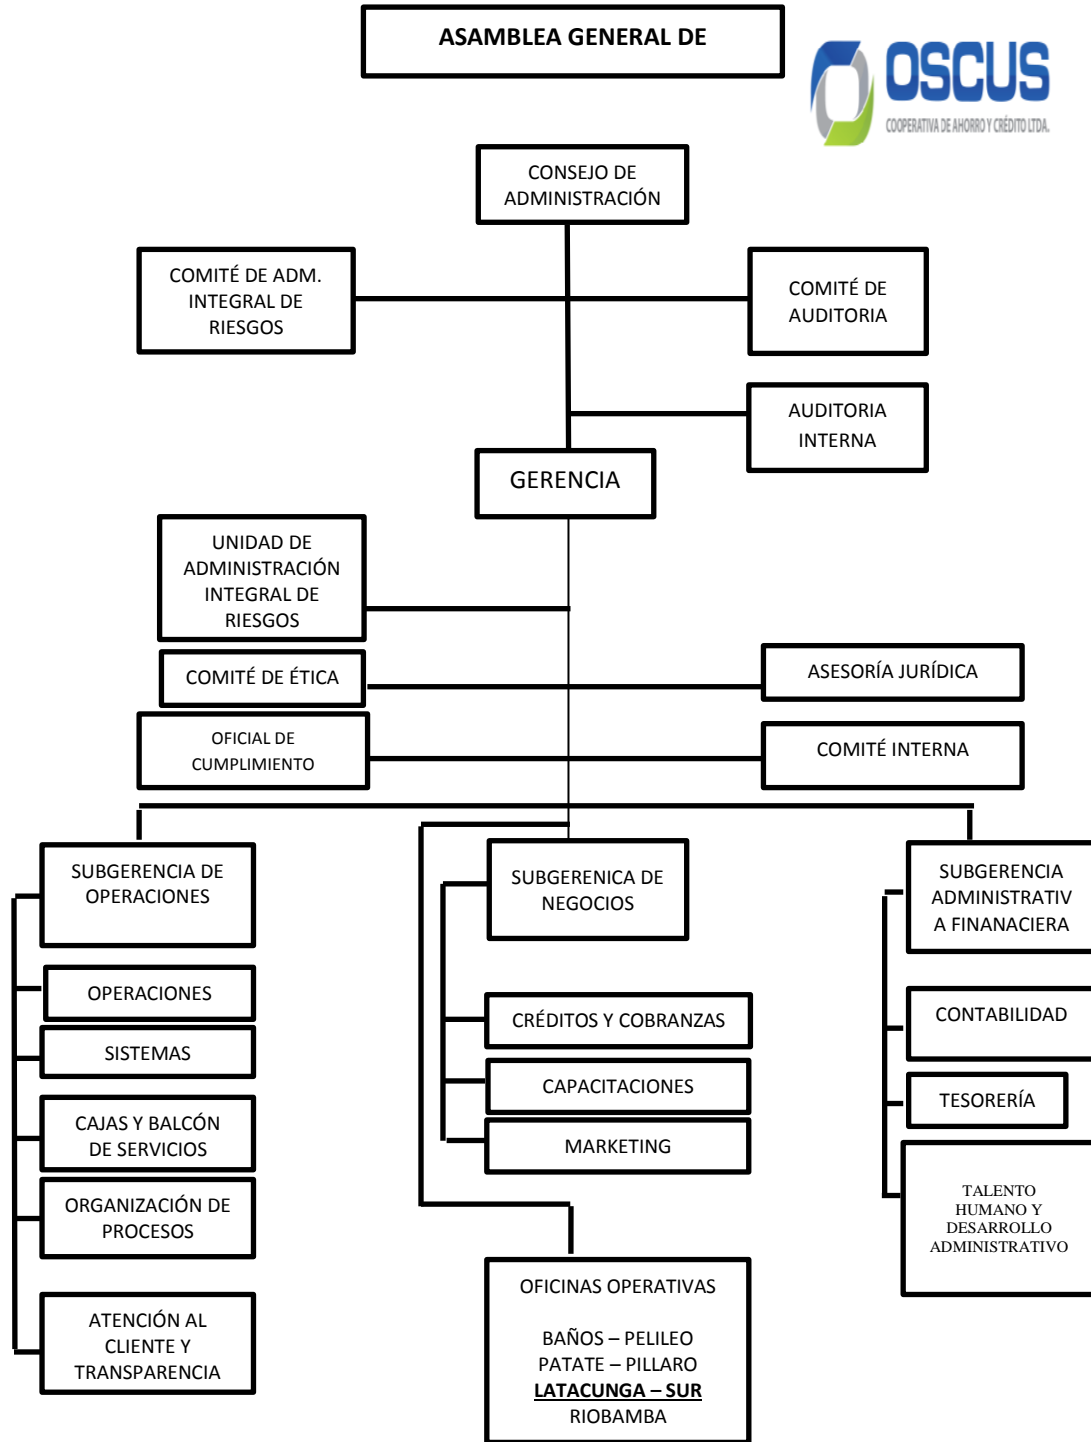 ASAMBLEA GENERAL DE
OSCUS
COOPERATIVA DE AHORRO Y CRÉDITO LTDA.
CONSEJO DE
ADMINISTRACIÓN
COMITÉ DE ADM.
INTEGRAL DE
RIESGOS
COMITÉ DE
AUDITORIA
AUDITORIA
INTERNA
GERENCIA
UNIDAD DE
ADMINISTRACIÓN
INTEGRAL DE
RIESGOS
COMITÉ DE ÉTICA
ASESORÍA JURÍDICA
OFICIAL DE
CUMPLIMIENTO
COMITÉ INTERNA
SUBGERENCIA DE
OPERACIONES
OPERACIONES
SISTEMAS
CAJAS Y BALCÓN
DE SERVICIOS
ORGANIZACIÓN DE
PROCESOS
ATENCIÓN AL
CLIENTE Y
TRANSPARENCIA
SUBGERENICA DE
NEGOCIOS
CRÉDITOS Y COBRANZAS
CAPACITACIONES
MARKETING
OFICINAS OPERATIVAS
BAÑOS – PELILEO
PATATE – PILLARO
LATACUNGA – SUR
RIOBAMBA
SUBGERENCIA
ADMINISTRATIV
A FINANACIERA
CONTABILIDAD
TESORERÍA
TALENTO
HUMANO Y
DESARROLLO
ADMINISTRATIVO